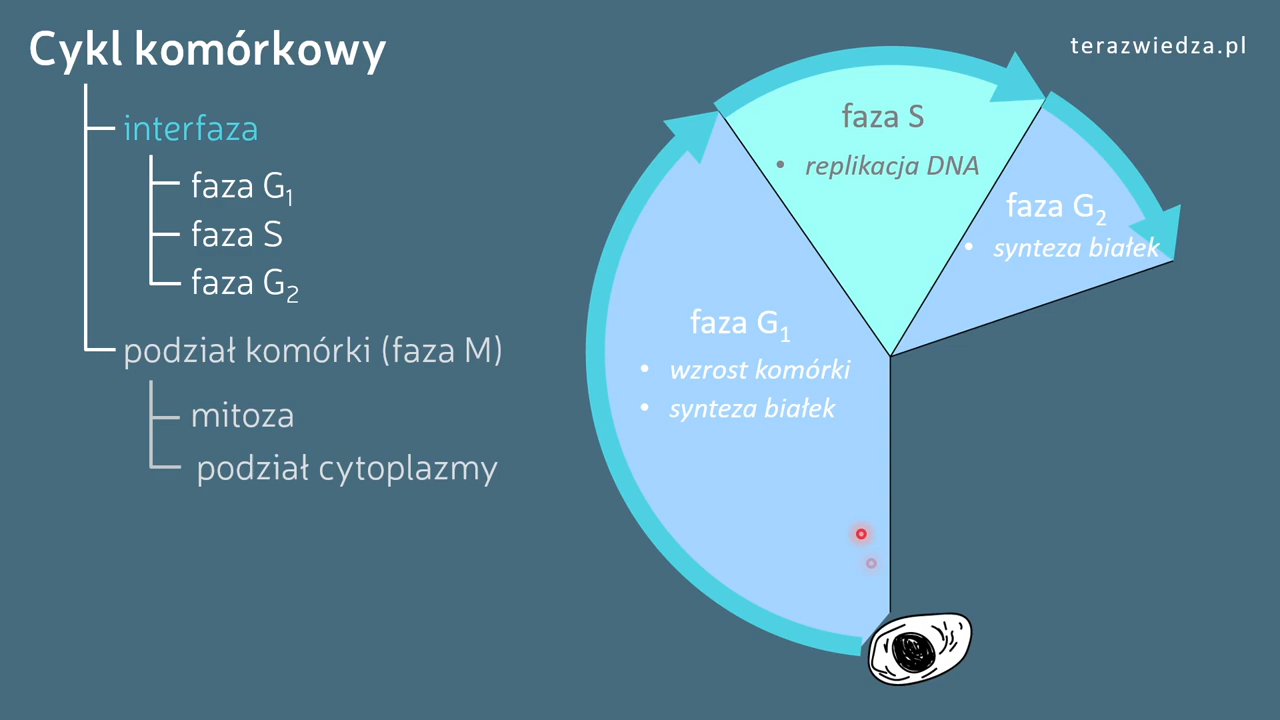 Cykl komórkowy
terazwiedza.pl
interfaza
faza G₁
faza S
faza G₂
podział komórki (faza M)
mitoza
podział cytoplazmy
faza S
• replikacja DNA
faza G₂
• synteza białek
faza G₁
• wzrost komórki
• synteza białek